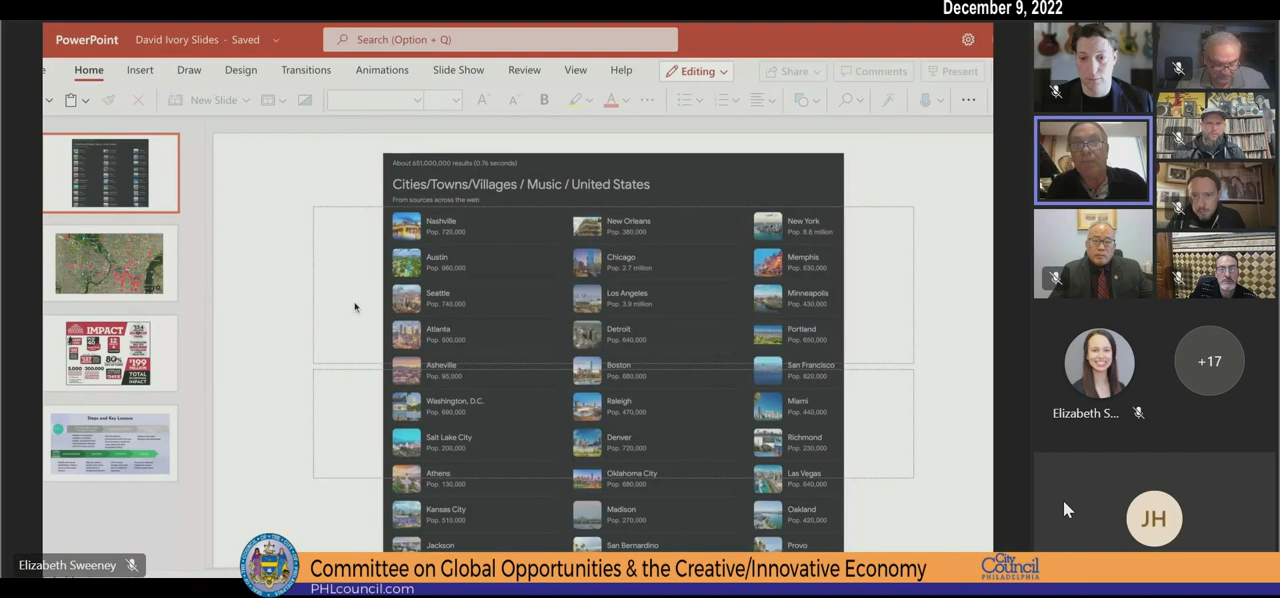 December 9, 2022
PowerPoint
David Ivory Slides - Saved
Search (Option + Q)
Home
Insert
Draw
Design
Transitions
Animations
Slide Show
Review
View
Help
Editing
Share
Comments
Present
New Slide
B
A
About 651,000,000 results (0.76 seconds)
Cities/Towns/Villages / Music / United States
From sources across the web
Nashville
Pop. 720,000
New Orleans
Pop. 380,000
New York
Pop. 8.8 million
Austin
Pop. 960,000
Chicago
Pop. 2.7 million
Memphis
Pop. 630,000
Seattle
Pop. 740,000
Los Angeles
Pop. 3.9 million
Minneapolis
Pop. 430,000
Atlanta
Pop. 500,000
Detroit
Pop. 640,000
Portland
Pop. 650,000
Asheville
Pop. 95,000
Boston
Pop. 680,000
San Francisco
Pop. 820,000
Washington, D.C.
Pop. 690,000
Raleigh
Pop. 470,000
Miami
Pop. 440,000
Salt Lake City
Pop. 200,000
Denver
Pop. 720,000
Richmond
Pop. 230,000
Athens
Pop. 130,000
Oklahoma City
Pop. 680,000
Las Vegas
Pop. 640,000
Kansas City
Pop. 510,000
Madison
Pop. 270,000
Oakland
Pop. 420,000
Jackson
San Bernardino
Provo
IMPACT
$199
Steps and Key Lessons
Elizabeth S...
+17
JH
Elizabeth Sweeney
Committee on Global Opportunities & the Creative/Innovative Economy
City Council
PHILADELPHIA
PHLcouncil.com